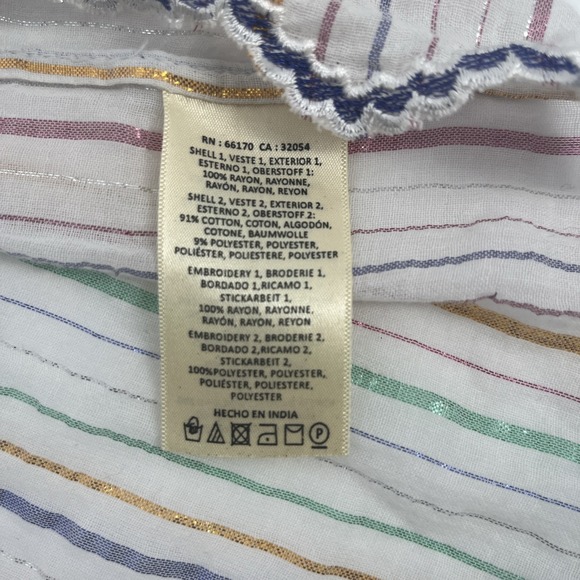 RN : 66170 CA : 32054
SHELL 1, VESTE 1, EXTERIOR 1,
ESTERNO 1, OBERSTOFF 1:
100% RAYON, RAYONNE,
RAYÓN, RAYON, REYON
SHELL 2, VESTE 2, EXTERIOR 2,
ESTERNO 2, OBERSTOFF 2:
91% COTTON, COTON, ALGODÓN,
COTONE, BAUMWOLLE
9% POLYESTER, POLYESTER,
POLIÉSTER, POLIESTERE, POLYESTER
EMBROIDERY 1, BRODERIE 1,
BORDADO 1,RICAMO 1,
STICKARBEIT 1,
100% RAYON, RAYONNE,
RAYÓN, RAYON, REYON
EMBROIDERY 2, BRODERIE 2,
BORDADO 2,RICAMO 2,
STICKARBEIT 2,
100%POLYESTER, POLYESTER,
POLIÉSTER, POLIESTERE,
POLYESTER
HECHO EN INDIA
P